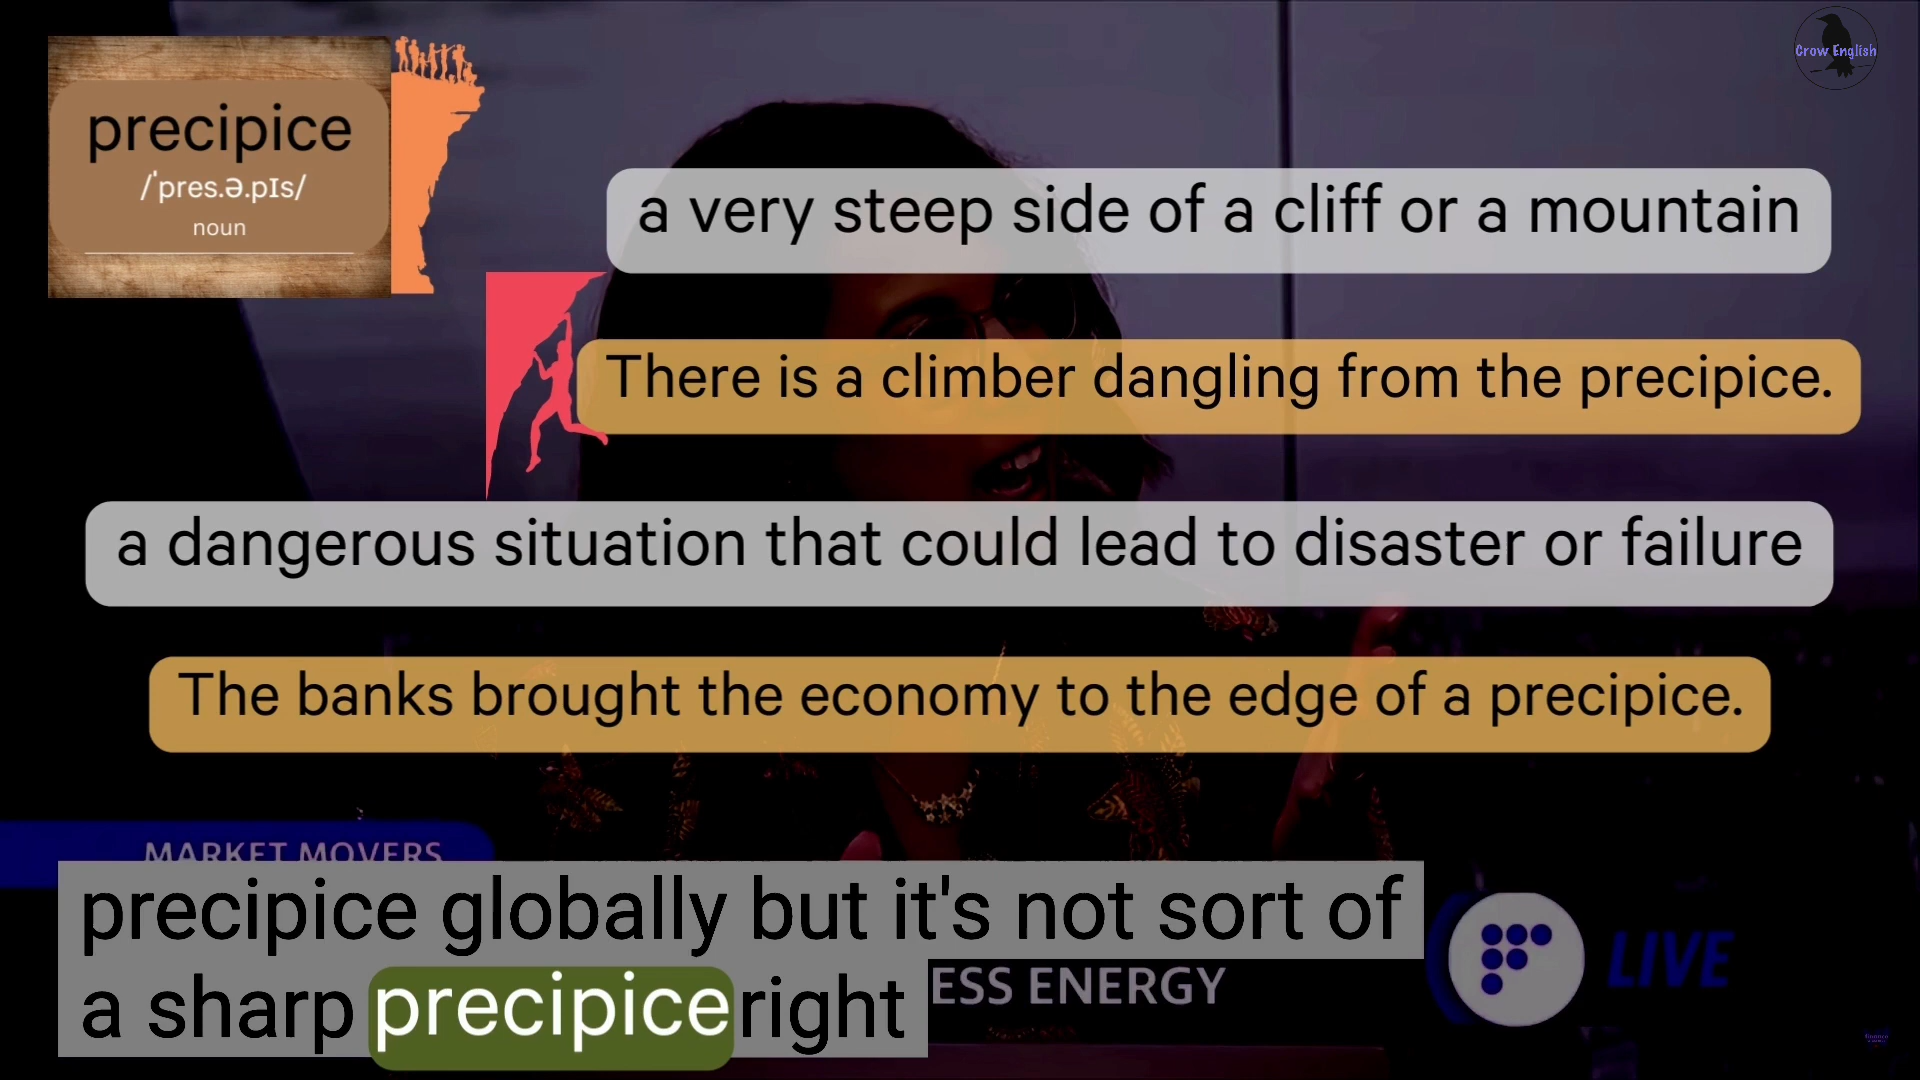 Crow English
precipice
/ˈpres.ə.pɪs/
noun
a very steep side of a cliff or a mountain
There is a climber dangling from the precipice.
a dangerous situation that could lead to disaster or failure
The banks brought the economy to the edge of a precipice.
MARKET MOVERS
precipice globally but it's not sort of
a sharp precipice right
ESS ENERGY
LIVE